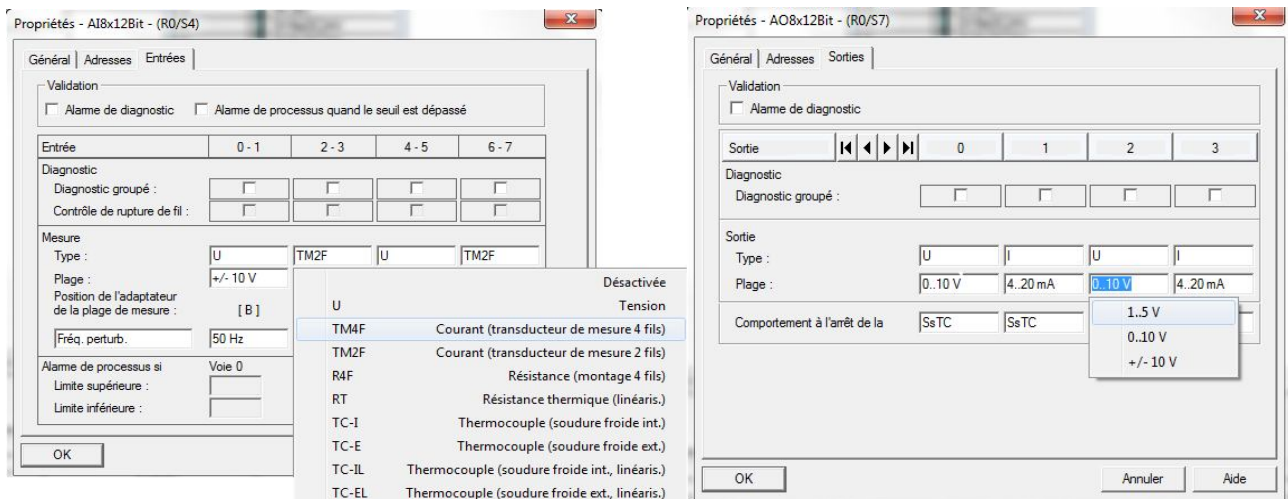 Propriétés - AI8x12Bit - (R0/S4)
Général Adresses Entrées
Validation
Alarme de diagnostic Alarme de processus quand le seuil est dépassé
Entrée 0 - 1 2 - 3 4 - 5 6 - 7
Diagnostic
Diagnostic groupé :
Contrôle de rupture de fil :
Mesure
Type : U TM2F U TM2F
Plage : +/- 10 V
Position de l'adaptateur
de la plage de mesure : [ B ]
Fréq. perturb. 50 Hz
Alarme de processus si Voie 0
Limite supérieure :
Limite inférieure :
OK
Désactivée
U Tension
TM4F Courant (transducteur de mesure 4 fils)
TM2F Courant (transducteur de mesure 2 fils)
R4F Résistance (montage 4 fils)
RT Résistance thermique (linéaris.)
TC-I Thermocouple (soudure froide int.)
TC-E Thermocouple (soudure froide ext.)
TC-IL Thermocouple (soudure froide int., linéaris.)
TC-EL Thermocouple (soudure froide ext., linéaris.)
Propriétés - AO8x12Bit - (R0/S7)
Général Adresses Sorties
Validation
Alarme de diagnostic
Sortie 0 1 2 3
Diagnostic
Diagnostic groupé :
Sortie
Type : U I U I
Plage : 0..10 V 4..20 mA 0..10 V 4..20 mA
Comportement à l'arrêt de la SsTC SsTC
1..5 V
0..10 V
+/- 10 V
OK Annuler Aide